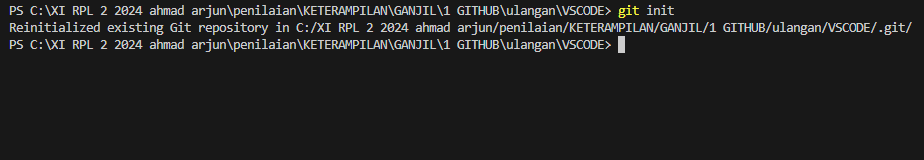 PS C:\XI RPL 2 2024 ahmad arjun\penilaian\KETERAMPILAN\GANJIL\1 GITHUB\ulangan\VSCODE> git init
Reinitialized existing Git repository in C:/XI RPL 2 2024 ahmad arjun/penilaian/KETERAMPILAN/GANJIL/1 GITHUB/ulangan/VSCODE/.git/
PS C:\XI RPL 2 2024 ahmad arjun\penilaian\KETERAMPILAN\GANJIL\1 GITHUB\ulangan\VSCODE>